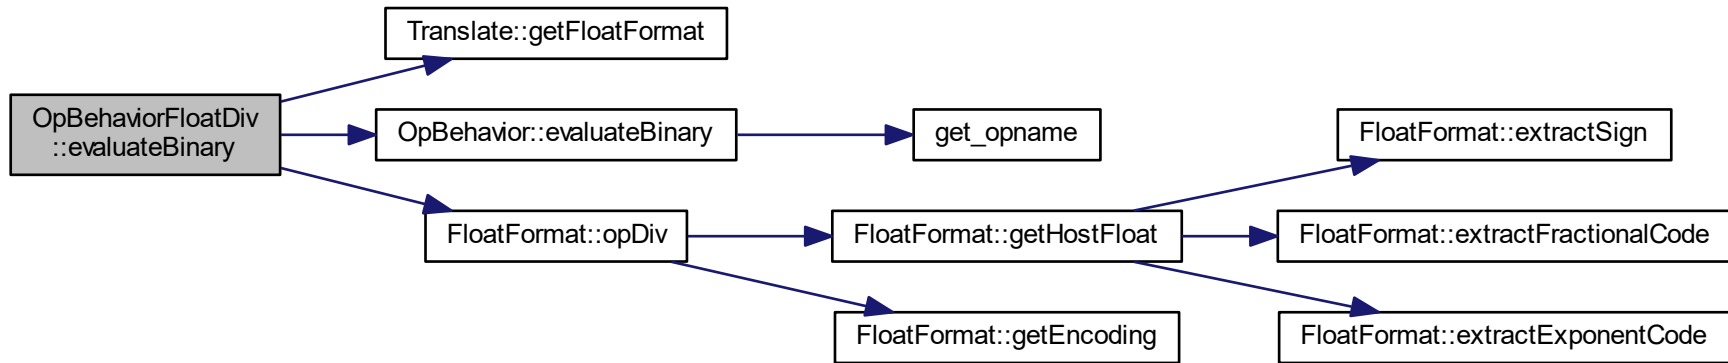 Translate::getFloatFormat
OpBehaviorFloatDiv
::evaluateBinary
OpBehavior::evaluateBinary
get_opname
FloatFormat::extractSign
FloatFormat::opDiv
FloatFormat::getHostFloat
FloatFormat::extractFractionalCode
FloatFormat::getEncoding
FloatFormat::extractExponentCode